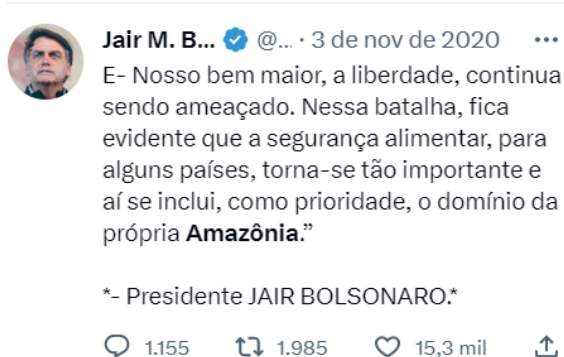 Jair M. B... @... · 3 de nov de 2020 ...
E- Nosso bem maior, a liberdade, continua
sendo ameaçado. Nessa batalha, fica
evidente que a segurança alimentar, para
alguns países, torna-se tão importante e
aí se inclui, como prioridade, o domínio da
própria Amazônia.”
*- Presidente JAIR BOLSONARO.*
1.155 1.985 15,3 mil